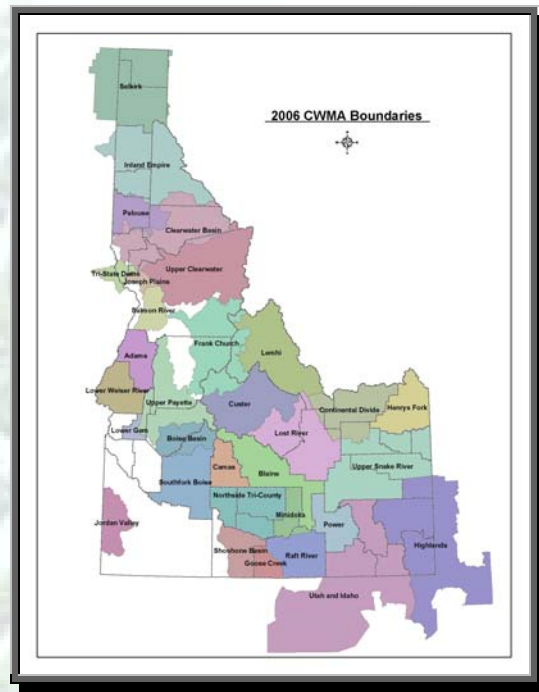 Selkirk
2006 CWMA Boundaries
Inland Empire
Palouse
Clearwater Basin
Tri-State Demo
Upper Clearwater
Joseph Plains
Salmon River
Frank Church
Adams
Lemhi
Lower Weiser River
Upper Payette
Custer
Continental Divide
Henrys Fork
Lower Gem
Boise Basin
Lost River
Camas
Blaine
Upper Snake River
Southfork Boise
Northside Tri-County
Minidoka
Jordan Valley
Power
Highlands
Shoshone Basin
Raft River
Goose Creek
Utah and Idaho